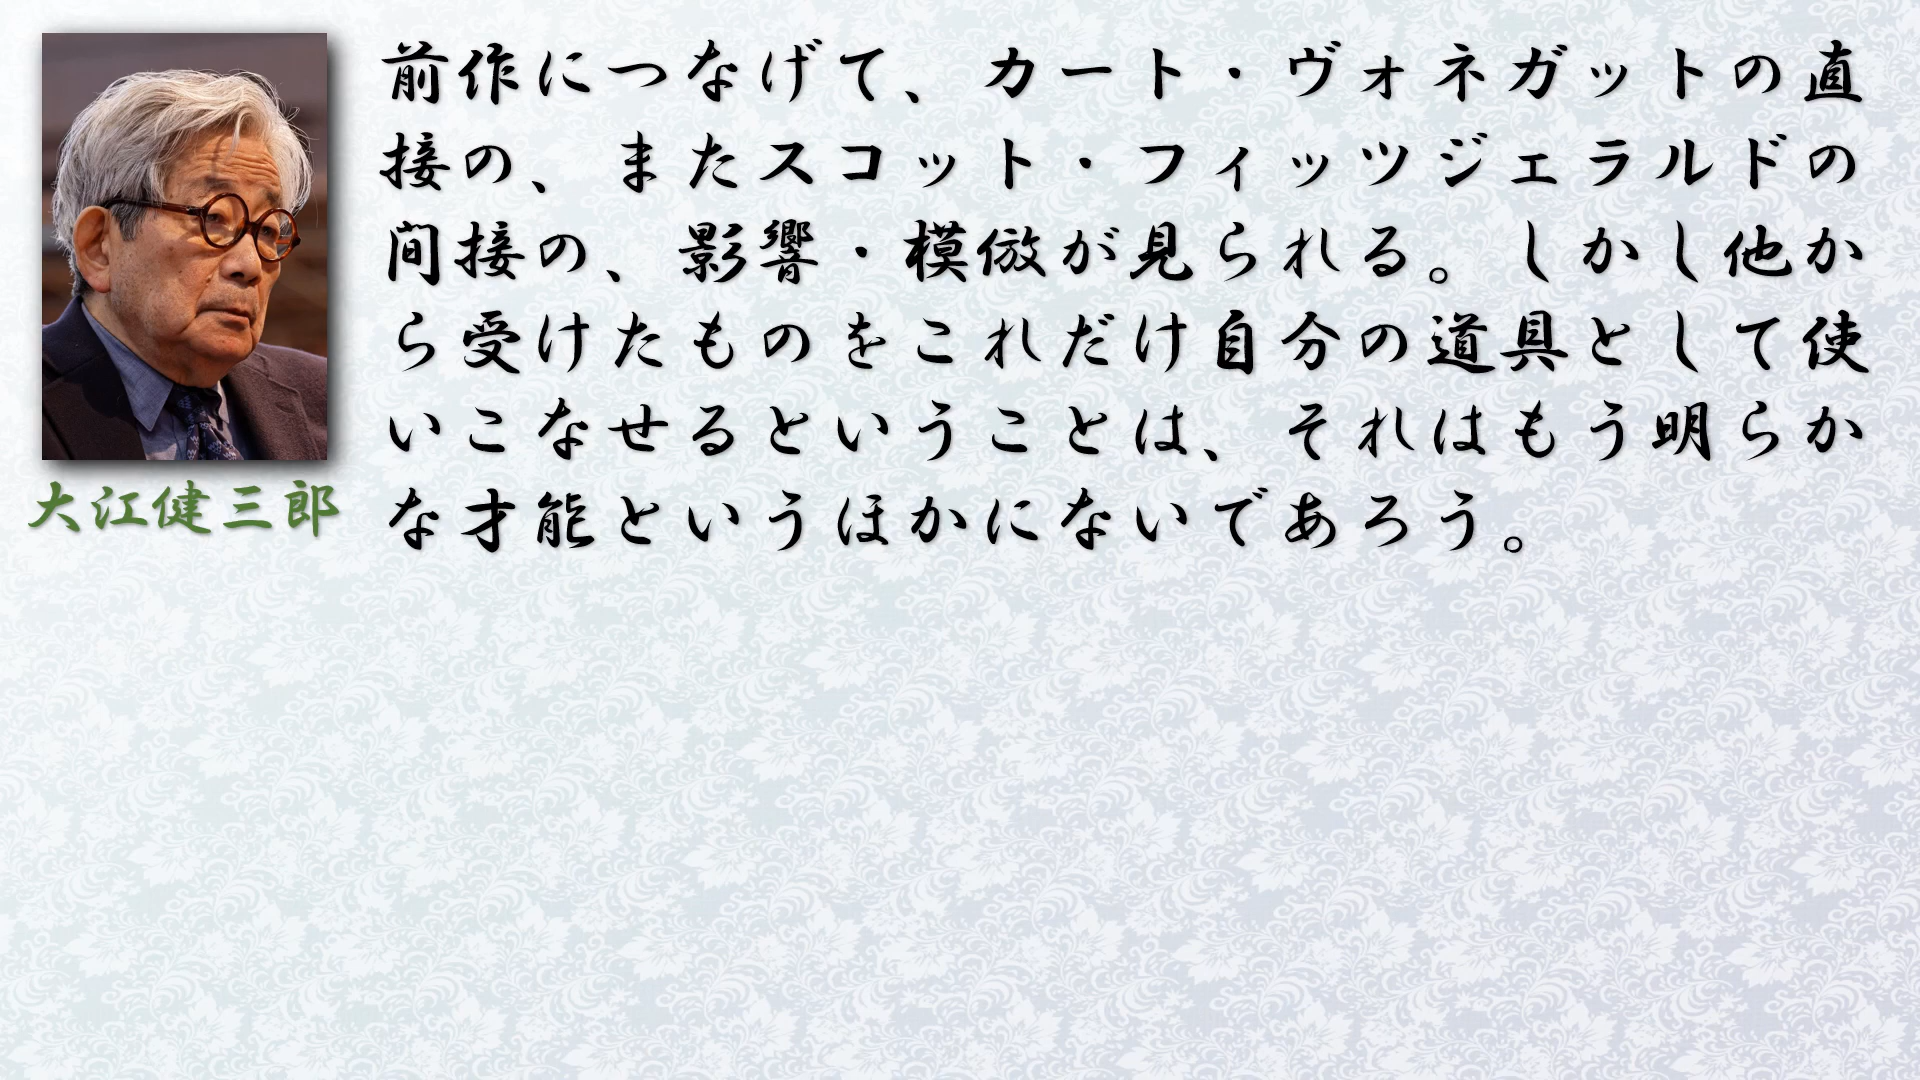 前作につなげて、カート・ヴォネガットの直
接の、またスコット・フィッツジェラルドの
間接の、影響・模倣が見られる。しかし他か
ら受けたものをこれだけ自分の道具として使
いこなせるということは、それはもう明らか
な才能というほかにないであろう。
大江健三郎